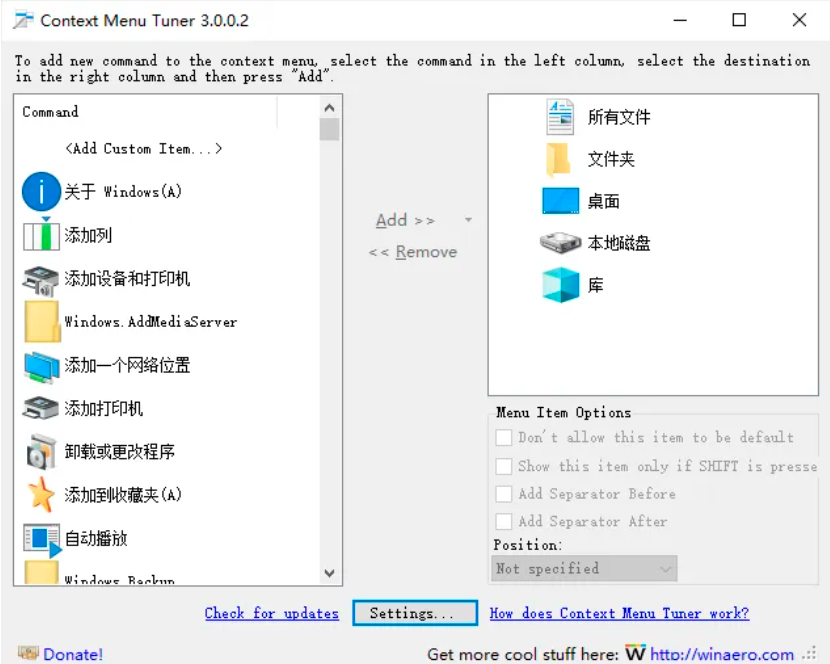 Context Menu Tuner 3.0.0.2
To add new command to the context menu, select the command in the left column, select the destination
in the right column and then press "Add".
Command
<Add Custom Item...>
关于 Windows(A)
添加列
添加设备和打印机
Windows.AddMediaServer
添加一个网络位置
添加打印机
卸载或更改程序
添加到收藏夹(A)
自动播放
Windows.Backup
Add >>
<< Remove
所有文件
文件夹
桌面
本地磁盘
库
Menu Item Options
Don't allow this item to be default
Show this item only if SHIFT is presse
Add Separator Before
Add Separator After
Position:
Not specified
Check for updates
Settings...
How does Context Menu Tuner work?
Donate!
Get more cool stuff here: W http://winaero.com